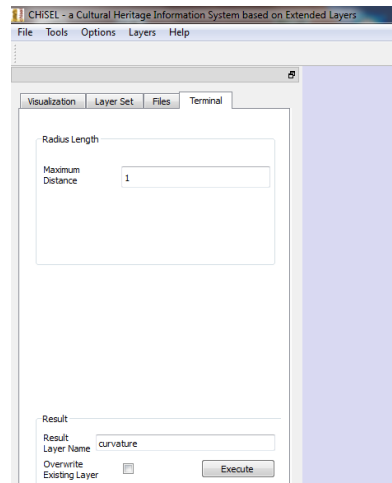 CHiSEL - a Cultural Heritage Information System based on Extended Layers
File Tools Options Layers Help
Visualization Layer Set Files Terminal
Radius Length
Maximum
Distance
1
Result
Result
Layer Name
curvature
Overwrite
Existing Layer
Execute